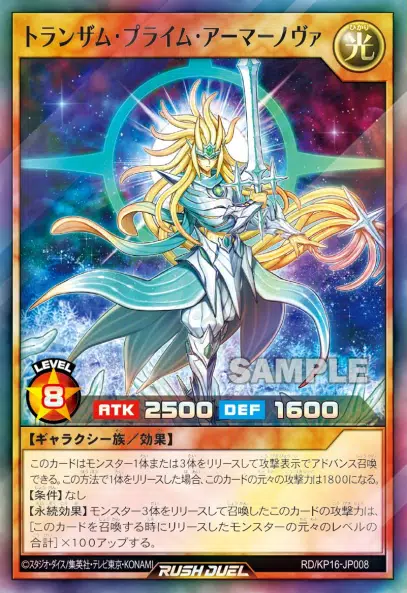 トランザム・プライム・アーマーノヴァ
ひかり
光
SAMPLE
LEVEL
8
ATK 2500 DEF 1600
【ギャラクシー族／効果】
このカードはモンスター1体または3体をリリースして攻撃表示でアドバンス召喚
できる。この方法で1体をリリースした場合、このカードの元々の攻撃力は1800になる。
【条件】なし
【永続効果】モンスター3体をリリースして召喚したこのカードの攻撃力は、
[このカードを召喚する時にリリースしたモンスターの元々のレベルの
合計]×100アップする。
©スタジオ・ダイス/集英社・テレビ東京・KONAMI
RUSH DUEL
RD/KP16-JP008